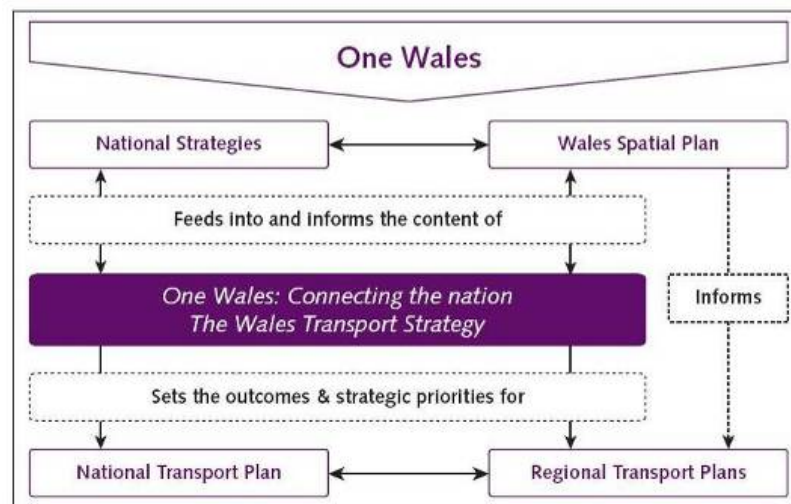 One Wales
National Strategies
Wales Spatial Plan
Feeds into and informs the content of
One Wales: Connecting the nation
The Wales Transport Strategy
Informs
Sets the outcomes & strategic priorities for
National Transport Plan
Regional Transport Plans